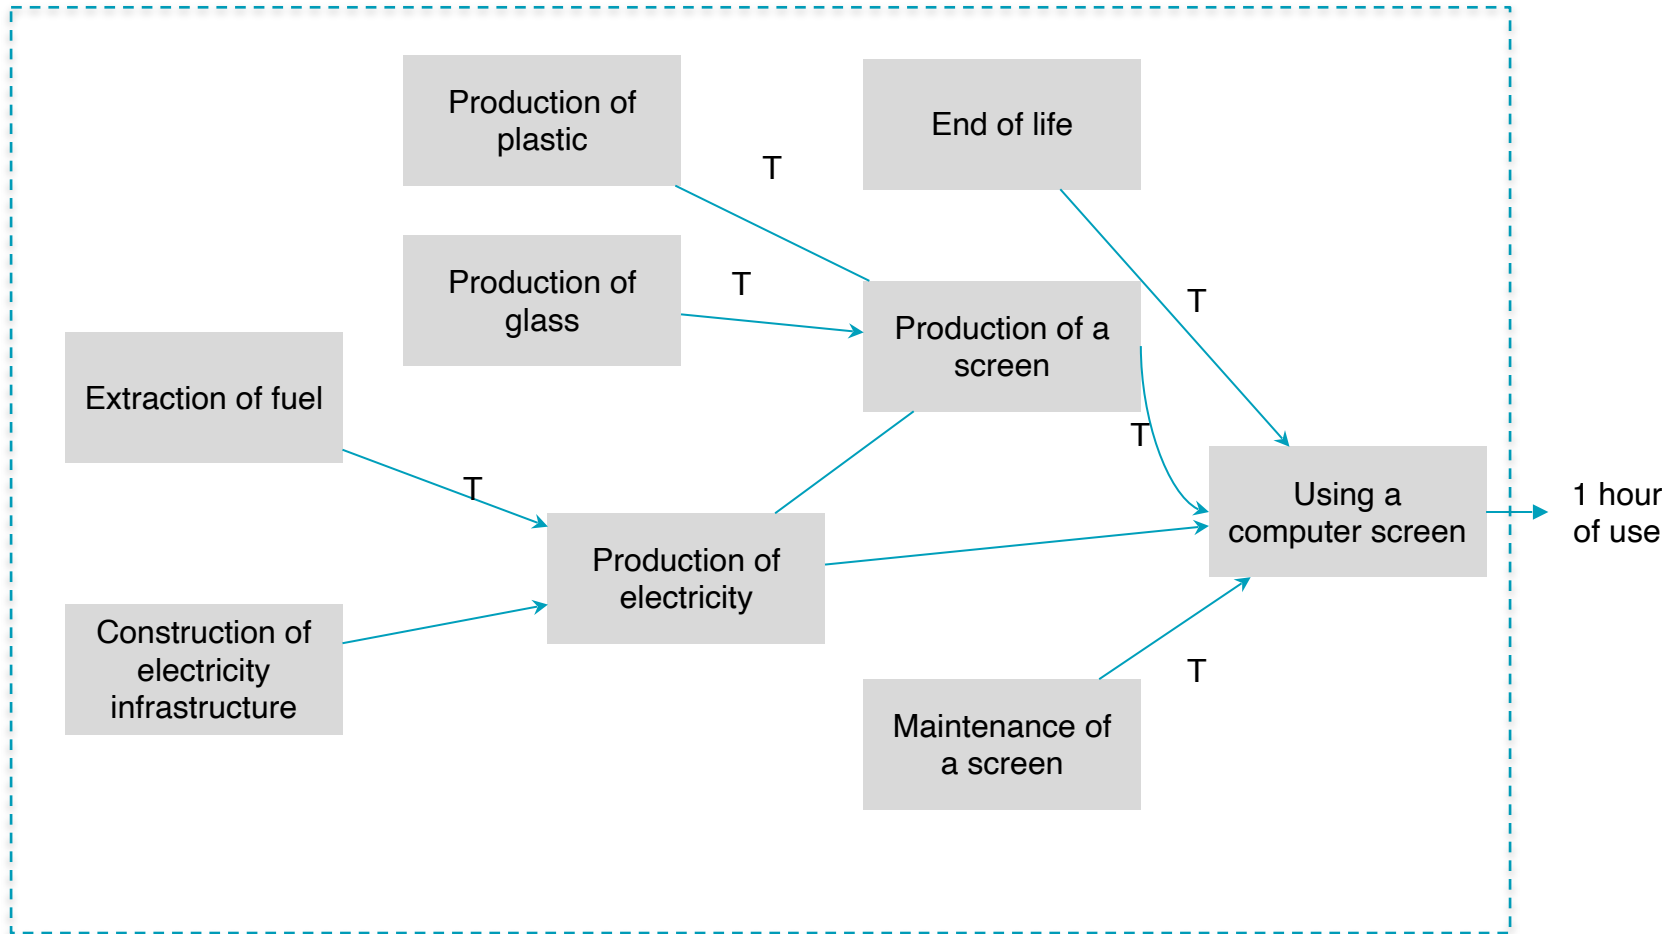 Production of
plastic
T
End of life
Production of
glass
T
T
Production of a
screen
Extraction of fuel
T
T
Using a
computer screen
1 hour
of use
Production of
electricity
Construction of
electricity
infrastructure
T
Maintenance of
a screen